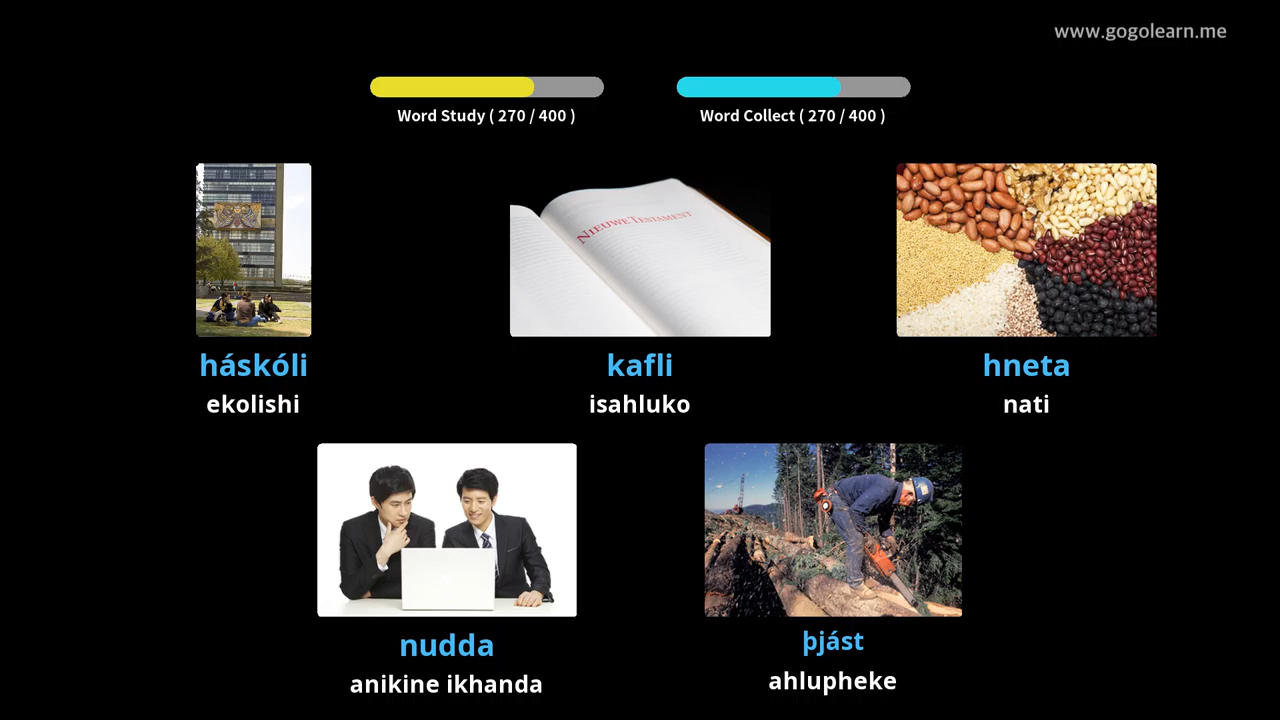 www.gogolearn.me
Word Study ( 270 / 400 )
Word Collect ( 270 / 400 )
NIEUWE TESTAMENT
háskóli
ekolishi
kafli
isahluko
hneta
nati
nudda
anikine ikhanda
þjást
ahlupheke